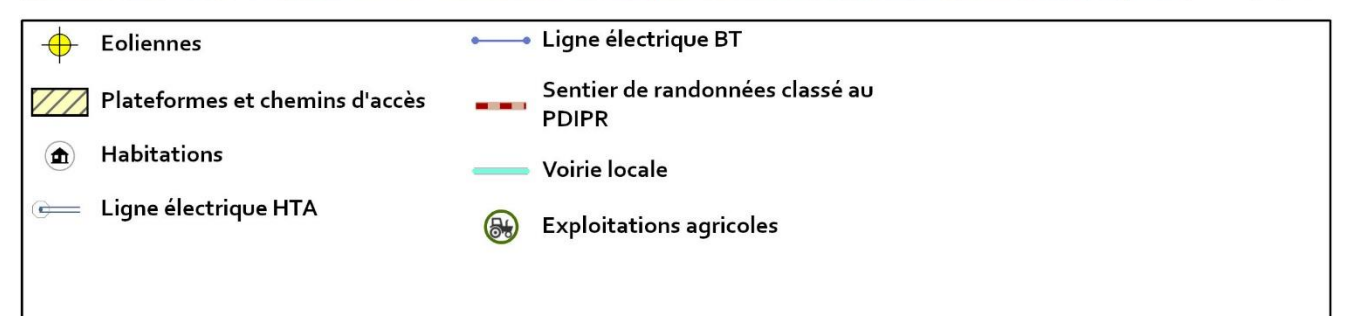 Eoliennes
Plateformes et chemins d'accès
Habitations
Ligne électrique HTA
Ligne électrique BT
Sentier de randonnées classé au
PDIPR
Voirie locale
Exploitations agricoles